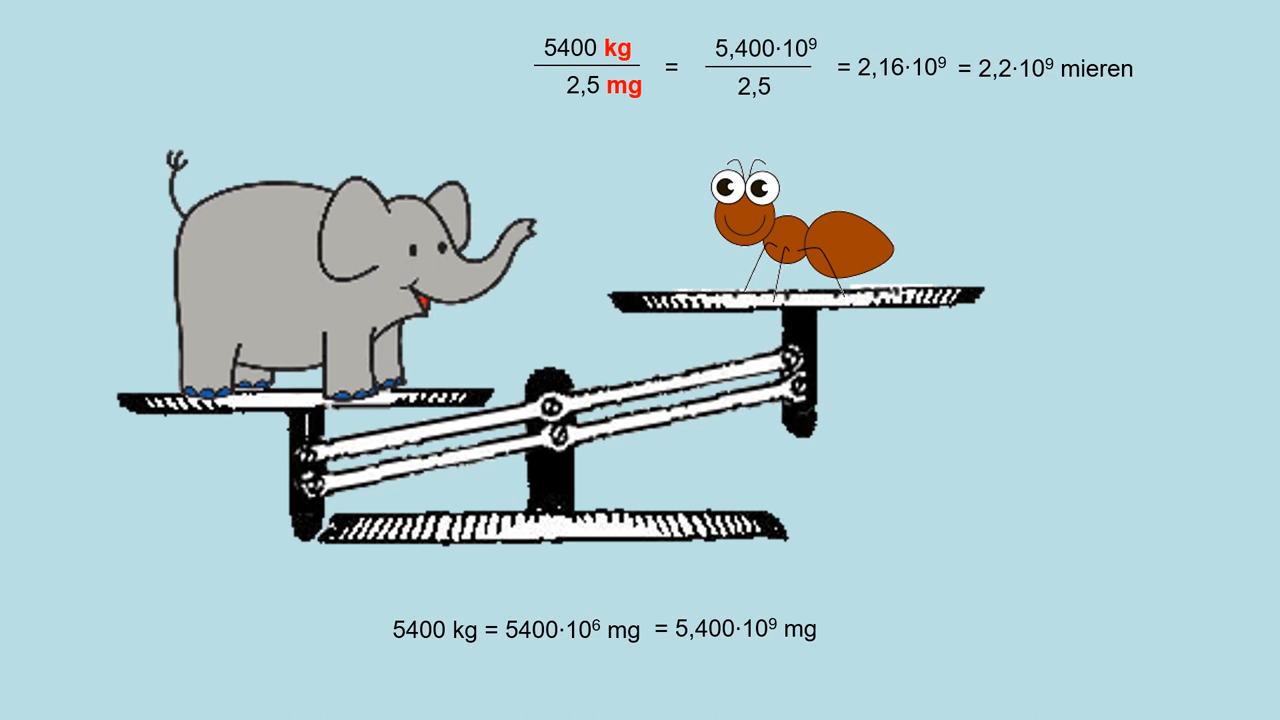 5400 kg / 2,5 mg = 5,400·10⁹ / 2,5 = 2,16·10⁹ = 2,2·10⁹ mieren
5400 kg = 5400·10⁶ mg = 5,400·10⁹ mg